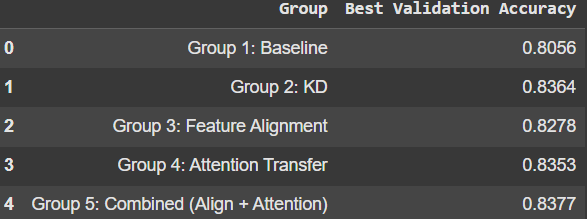 Group Best Validation Accuracy
0 Group 1: Baseline 0.8056
1 Group 2: KD 0.8364
2 Group 3: Feature Alignment 0.8278
3 Group 4: Attention Transfer 0.8353
4 Group 5: Combined (Align + Attention) 0.8377